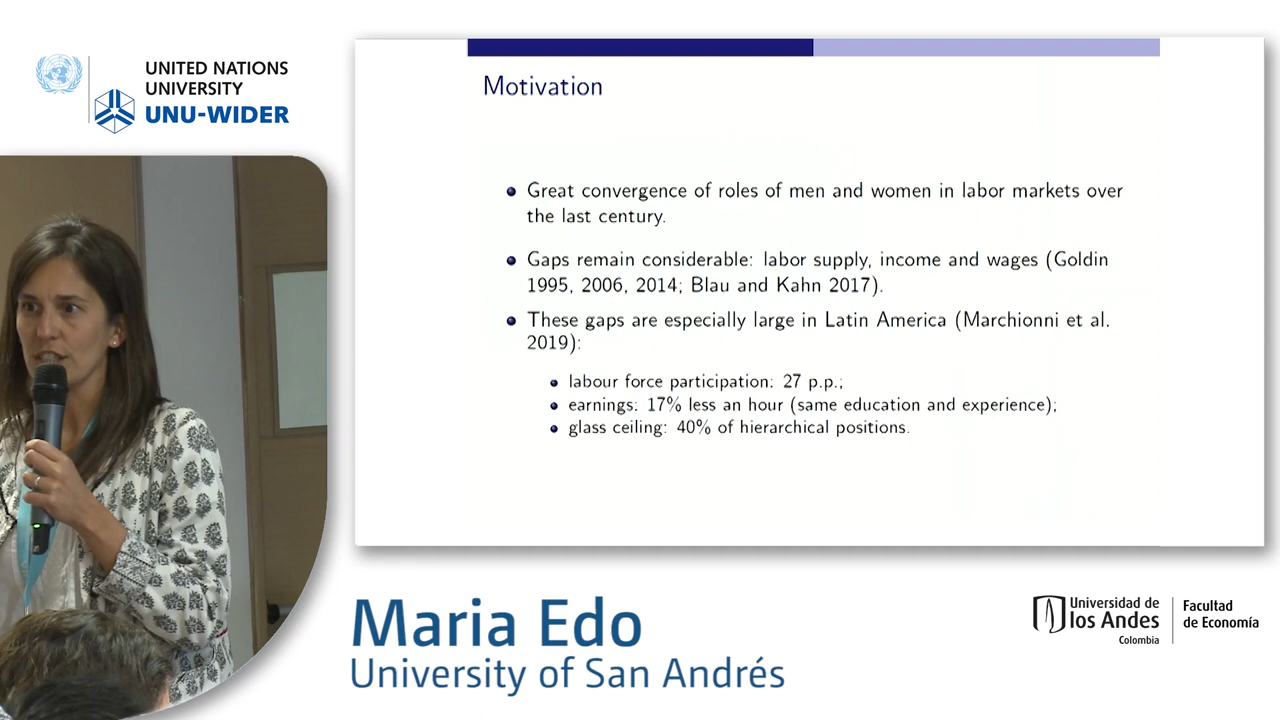 UNITED NATIONS
UNIVERSITY
UNU-WIDER
Motivation
Great convergence of roles of men and women in labor markets over
the last century.
Gaps remain considerable: labor supply, income and wages (Goldin
1995, 2006, 2014; Blau and Kahn 2017).
These gaps are especially large in Latin America (Marchionni et al.
2019):
labour force participation: 27 p.p.;
earnings: 17% less an hour (same education and experience);
glass ceiling: 40% of hierarchical positions.
Maria Edo
University of San Andrés
Universidad de
los Andes
Colombia
Facultad
de Economía